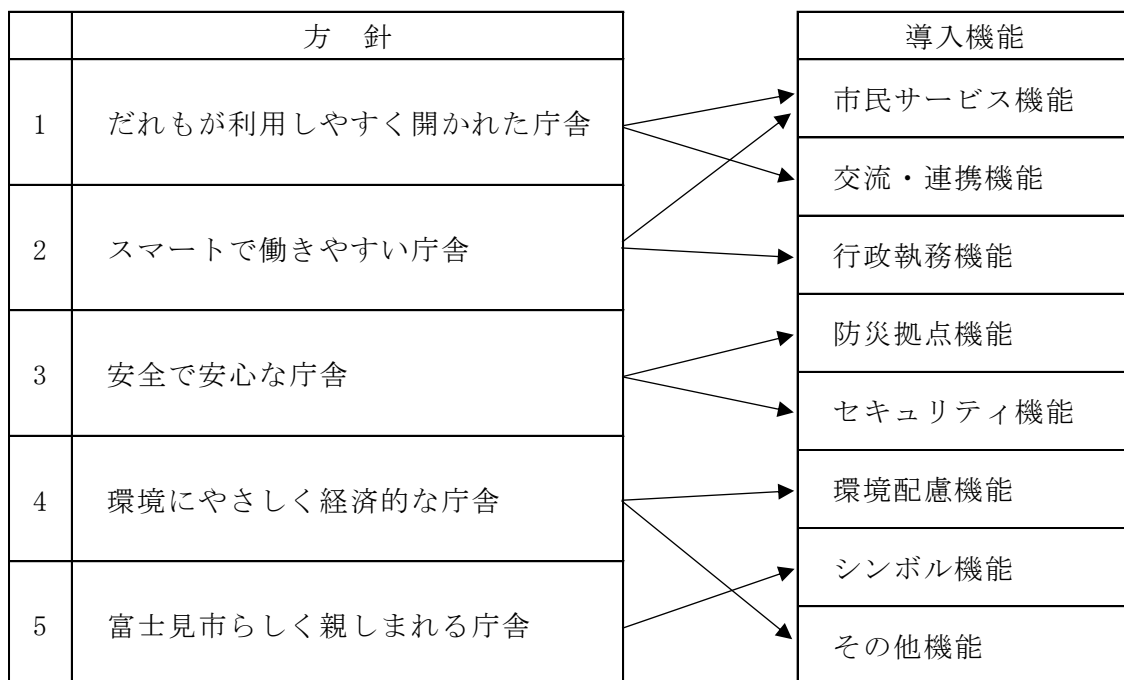 方　針
1 だれもが利用しやすく開かれた庁舎
2 スマートで働きやすい庁舎
3 安全で安心な庁舎
4 環境にやさしく経済的な庁舎
5 富士見市らしく親しまれる庁舎
導入機能
市民サービス機能
交流・連携機能
行政執務機能
防災拠点機能
セキュリティ機能
環境配慮機能
シンボル機能
その他機能